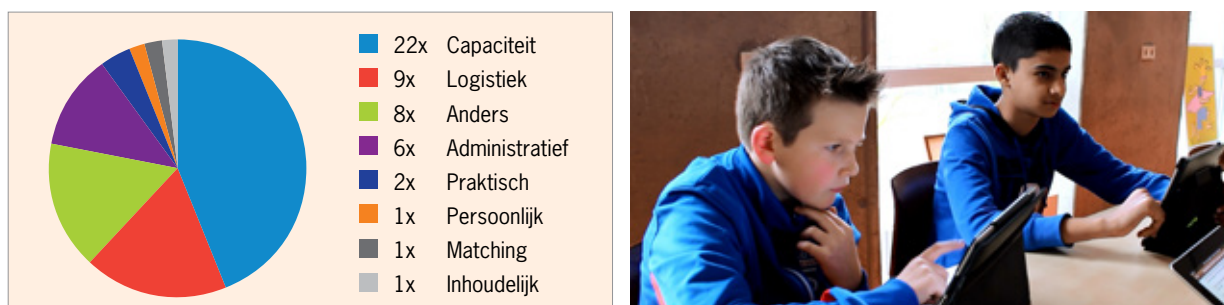 22x Capaciteit
9x Logistiek
8x Anders
6x Administratief
2x Praktisch
1x Persoonlijk
1x Matching
1x Inhoudelijk